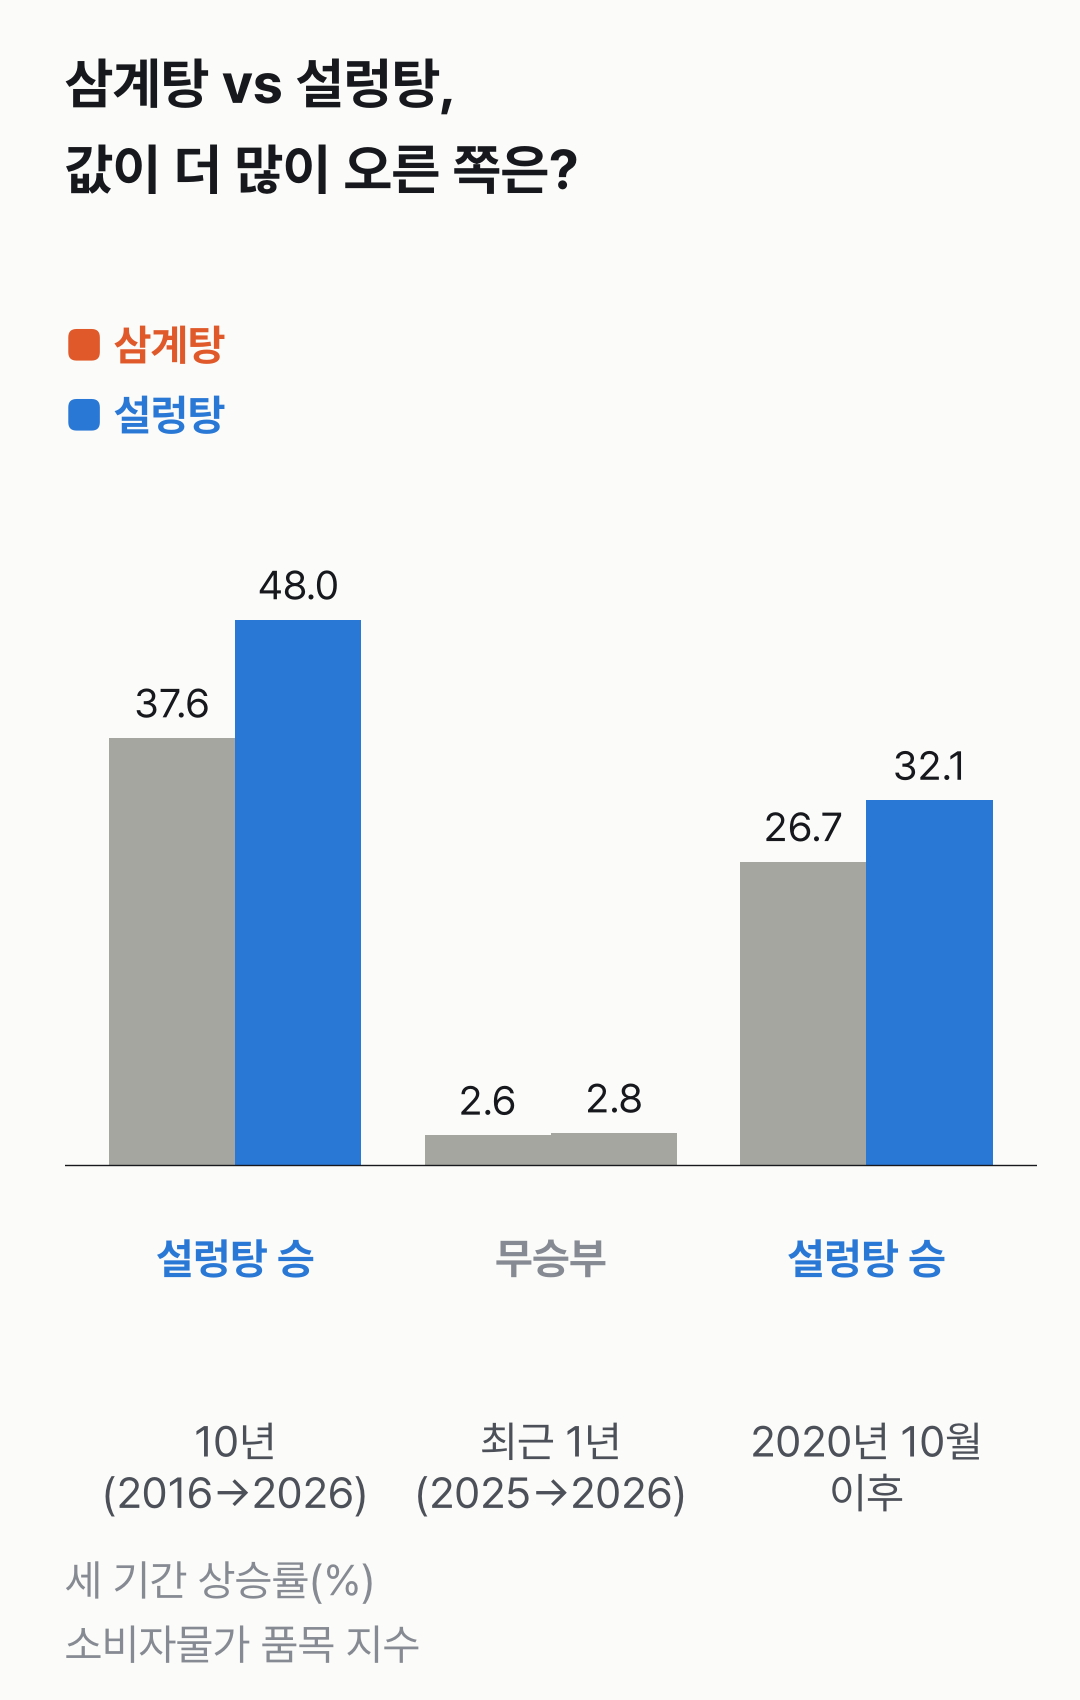 삼계탕 vs 설렁탕,
값이 더 많이 오른 쪽은?
삼계탕
설렁탕
37.6
48.0
2.6
2.8
26.7
32.1
설렁탕 승
무승부
설렁탕 승
10년
(2016→2026)
최근 1년
(2025→2026)
2020년 10월
이후
세 기간 상승률(%)
소비자물가 품목 지수